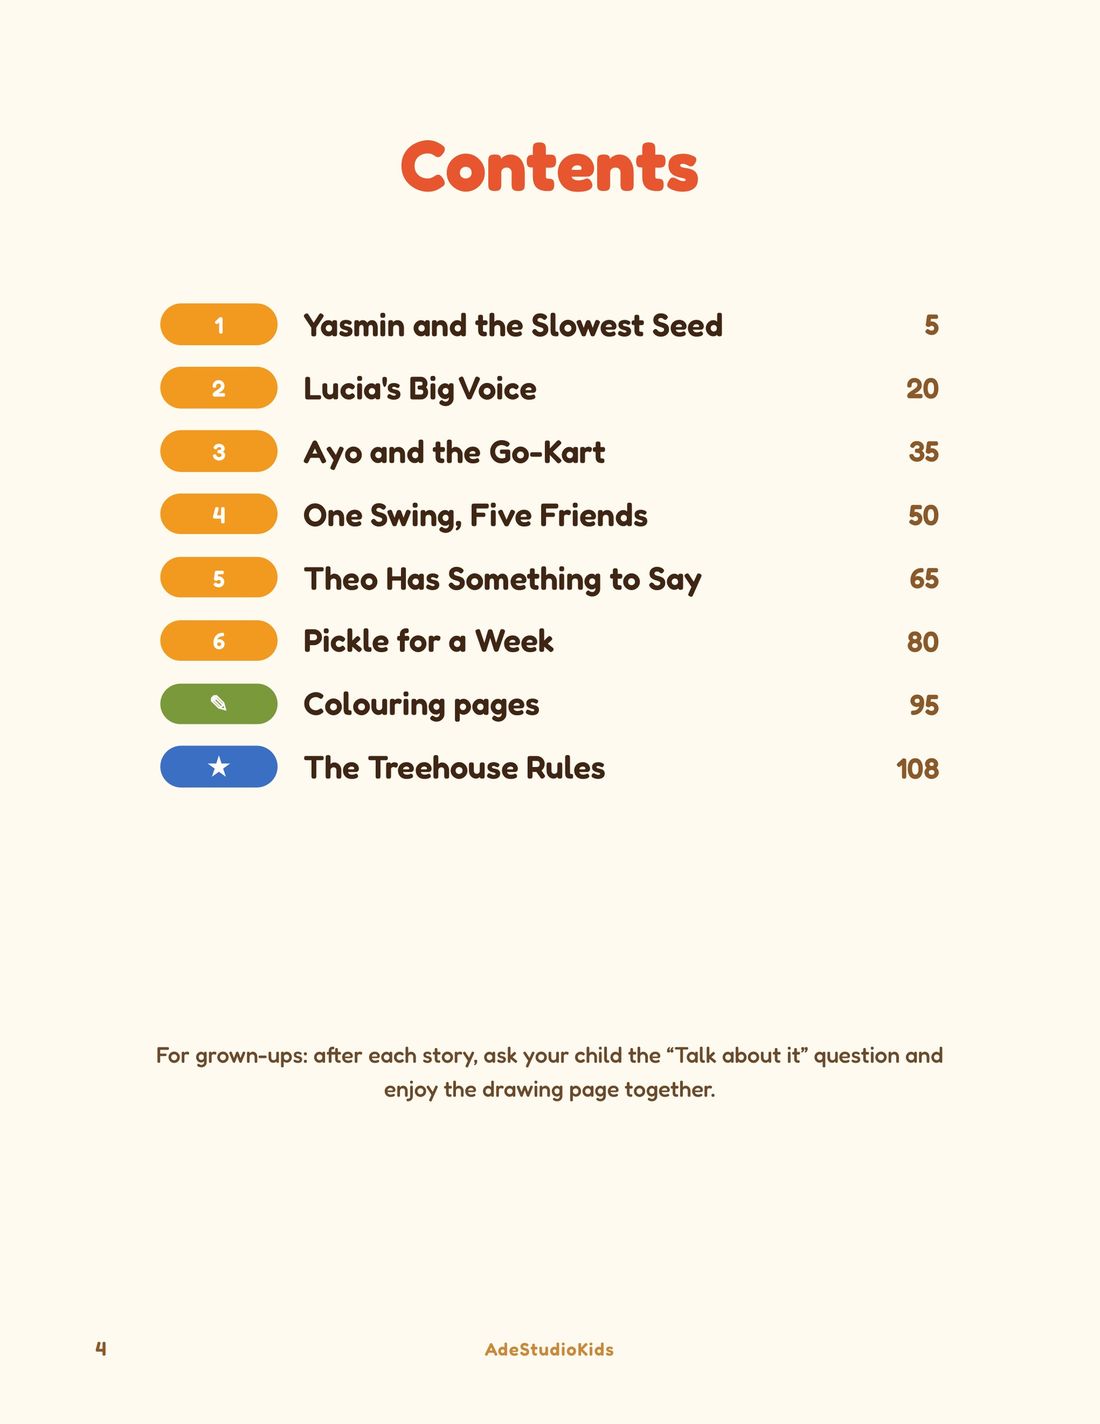 Contents
1 Yasmin and the Slowest Seed 5
2 Lucia's Big Voice 20
3 Ayo and the Go-Kart 35
4 One Swing, Five Friends 50
5 Theo Has Something to Say 65
6 Pickle for a Week 80
✎ Colouring pages 95
★ The Treehouse Rules 108
For grown-ups: after each story, ask your child the “Talk about it” question and
enjoy the drawing page together.
4 AdeStudioKids